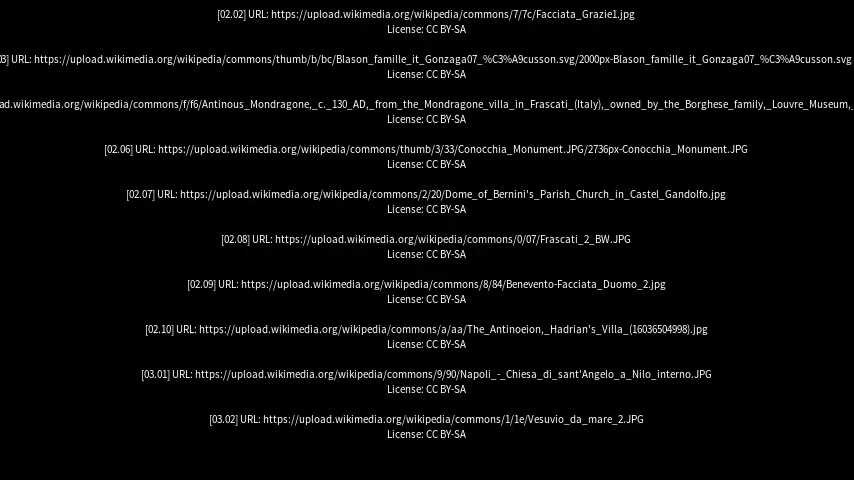 [02.02] URL: https://upload.wikimedia.org/wikipedia/commons/7/7c/Facciata_Grazie1.jpg
License: CC BY-SA
3] URL: https://upload.wikimedia.org/wikipedia/commons/thumb/b/bc/Blason_famille_it_Gonzaga07_%C3%A9cusson.svg/2000px-Blason_famille_it_Gonzaga07_%C3%A9cusson.svg
License: CC BY-SA
ad.wikimedia.org/wikipedia/commons/f/f6/Antinous_Mondragone,_c._130_AD,_from_the_Mondragone_villa_in_Frascati_(Italy),_owned_by_the_Borghese_family,_Louvre_Museum,_
License: CC BY-SA
[02.06] URL: https://upload.wikimedia.org/wikipedia/commons/thumb/3/33/Conocchia_Monument.JPG/2736px-Conocchia_Monument.JPG
License: CC BY-SA
[02.07] URL: https://upload.wikimedia.org/wikipedia/commons/2/20/Dome_of_Bernini's_Parish_Church_in_Castel_Gandolfo.jpg
License: CC BY-SA
[02.08] URL: https://upload.wikimedia.org/wikipedia/commons/0/07/Frascati_2_BW.JPG
License: CC BY-SA
[02.09] URL: https://upload.wikimedia.org/wikipedia/commons/8/84/Benevento-Facciata_Duomo_2.jpg
License: CC BY-SA
[02.10] URL: https://upload.wikimedia.org/wikipedia/commons/a/aa/The_Antinoeion,_Hadrian's_Villa_(16036504998).jpg
License: CC BY-SA
[03.01] URL: https://upload.wikimedia.org/wikipedia/commons/9/90/Napoli_-_Chiesa_di_sant'Angelo_a_Nilo_interno.JPG
License: CC BY-SA
[03.02] URL: https://upload.wikimedia.org/wikipedia/commons/1/1e/Vesuvio_da_mare_2.JPG
License: CC BY-SA